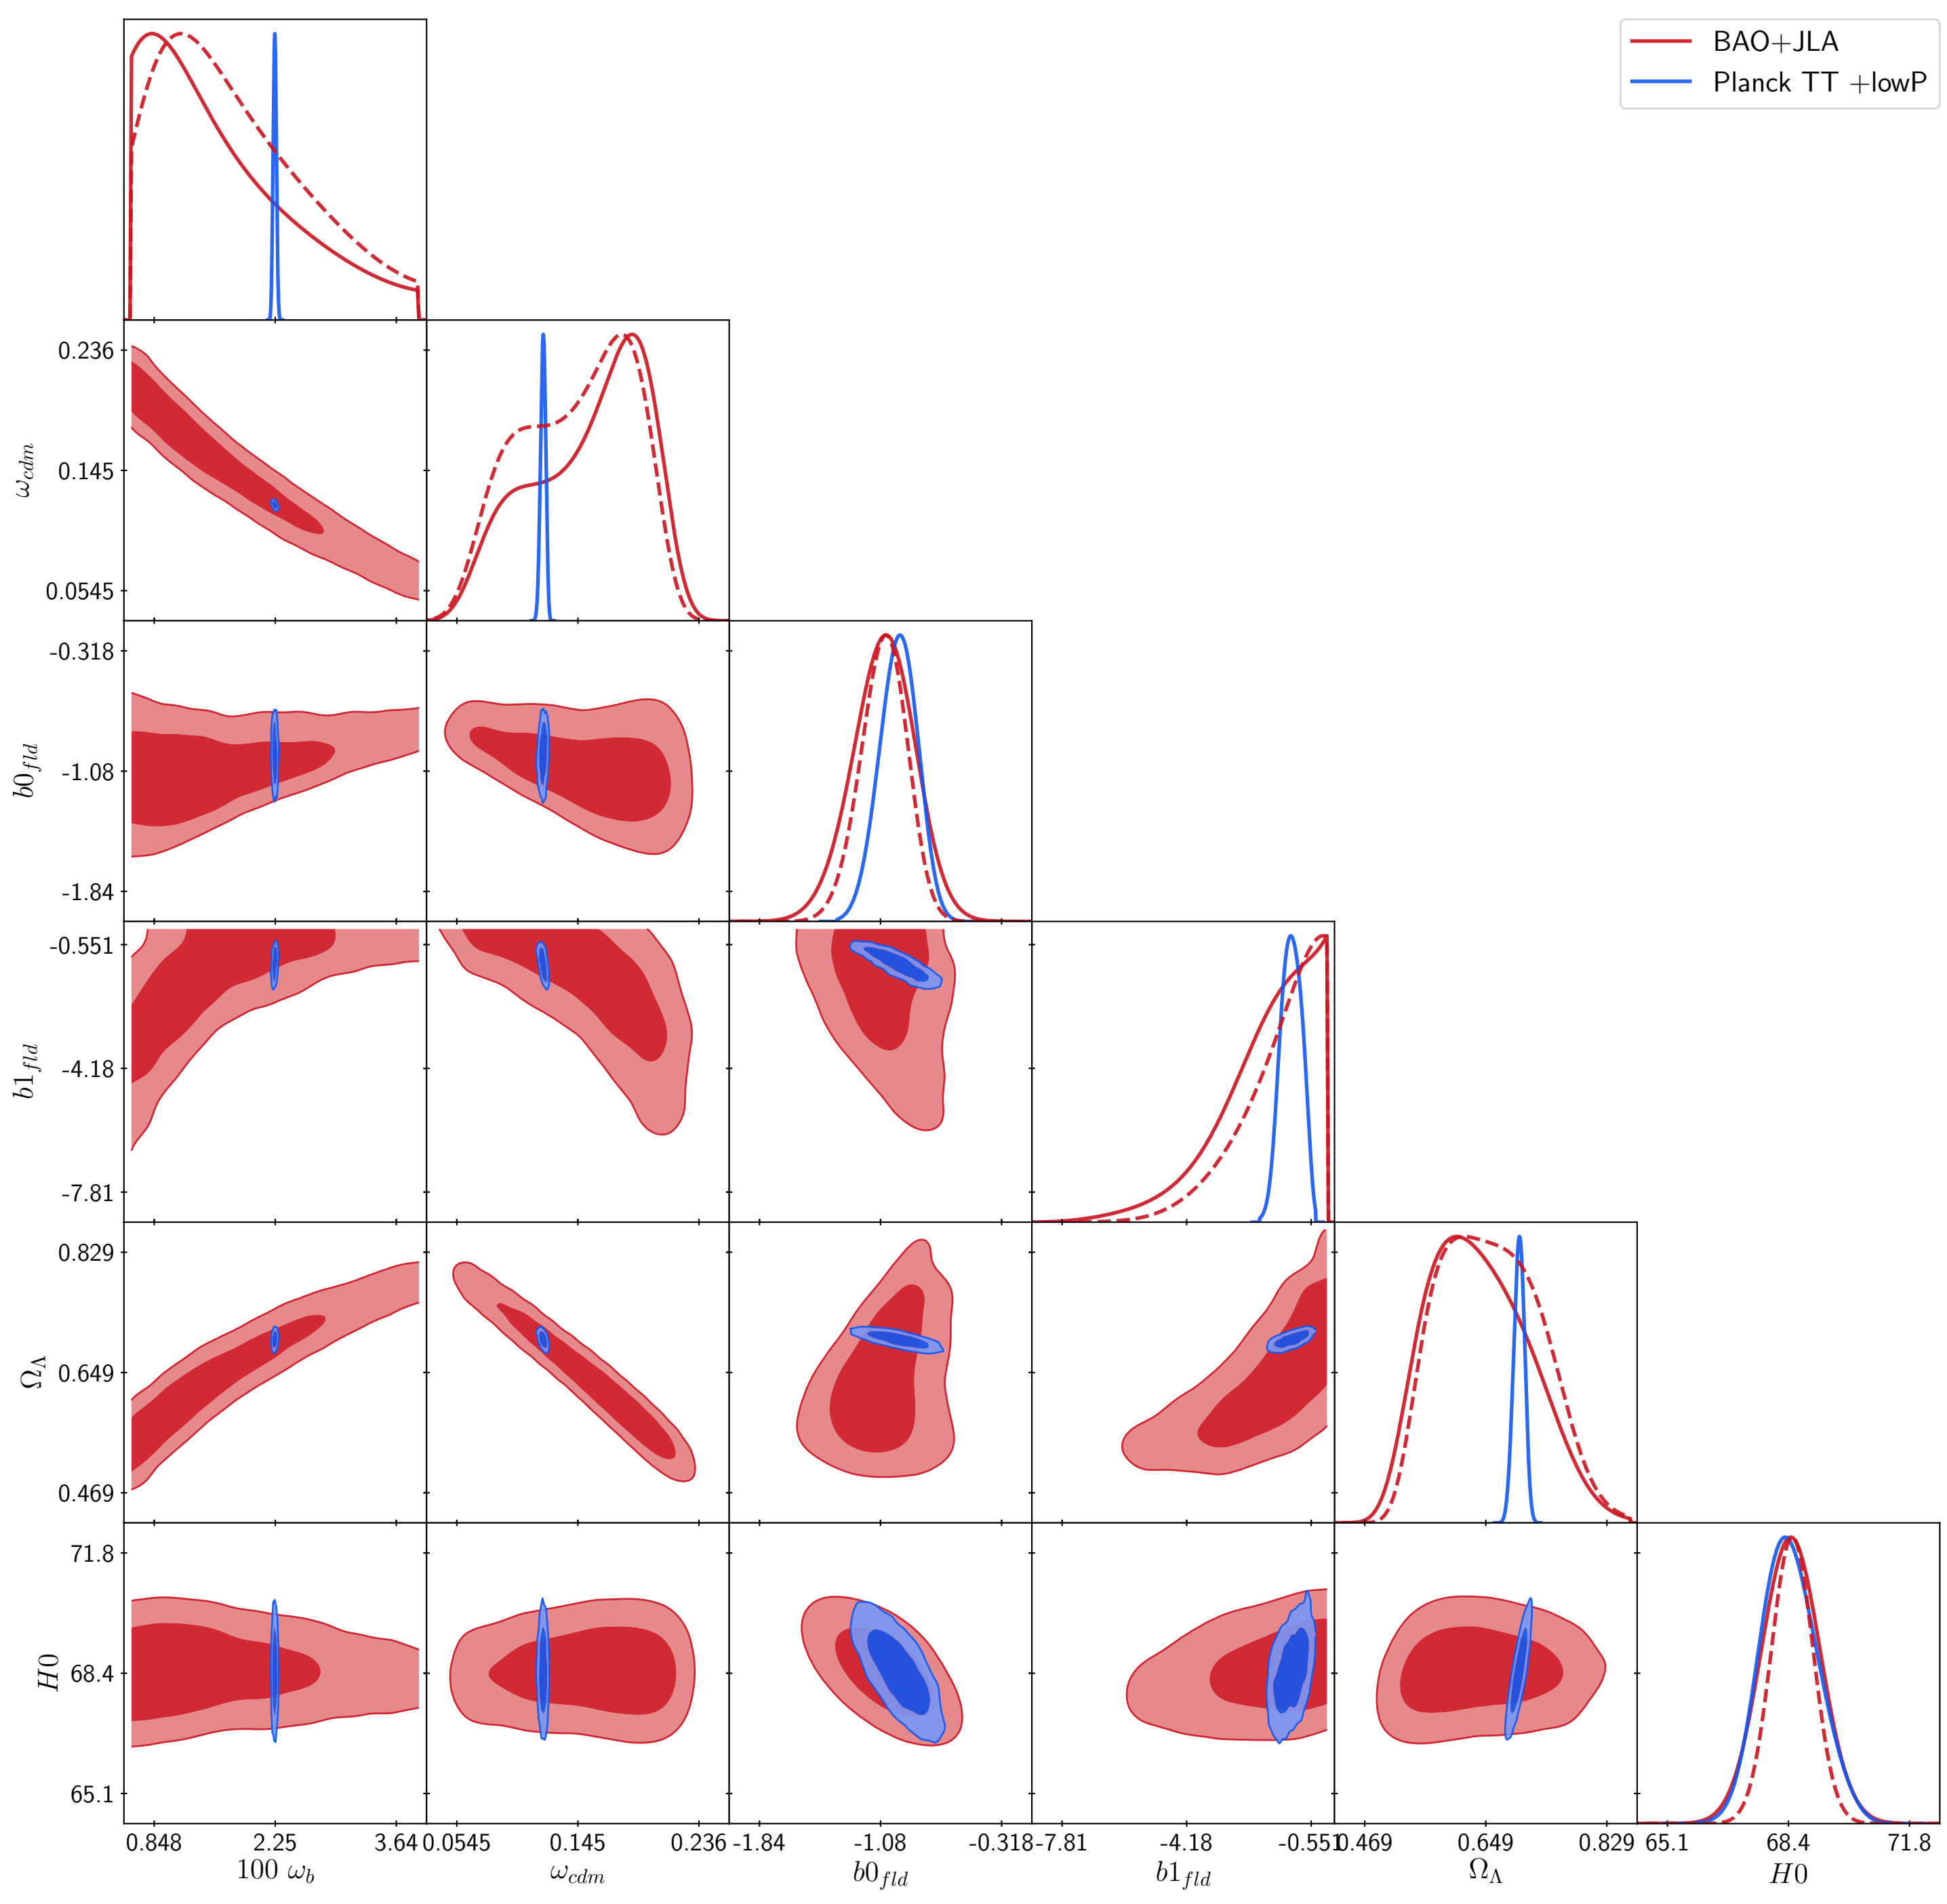 BAO+JLA
Planck TT +lowP
0.236
0.145
0.0545
ω_cdm
-0.318
-1.08
-1.84
b0_fld
-0.551
-4.18
-7.81
b1_fld
0.829
0.649
0.469
Ω_Λ
71.8
68.4
65.1
H0
0.848 2.25 3.64 0.0545 0.145 0.236 -1.84 -1.08 -0.318 -7.81 -4.18 -0.551 0.469 0.649 0.829 65.1 68.4 71.8
100 ω_b ω_cdm b0_fld b1_fld Ω_Λ H0